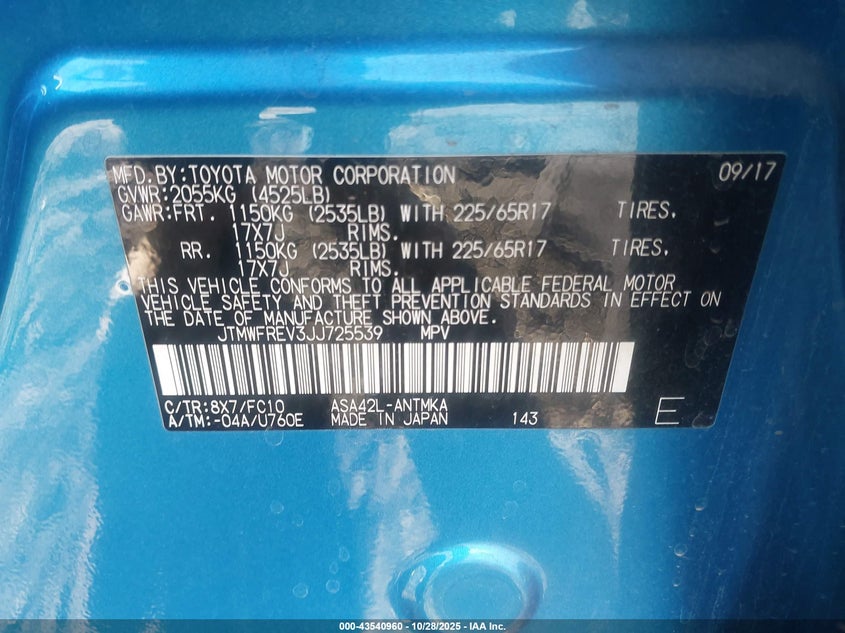 MFD.BY:TOYOTA MOTOR CORPORATION 09/17
GVWR:2055KG (4525LB)
GAWR:FRT. 1150KG (2535LB) WITH 225/65R17 TIRES.
17X7J RIMS.
RR. 1150KG (2535LB) WITH 225/65R17 TIRES.
17X7J RIMS.
THIS VEHICLE CONFORMS TO ALL APPLICABLE FEDERAL MOTOR
VEHICLE SAFETY AND THEFT PREVENTION STANDARDS IN EFFECT ON
THE DATE OF MANUFACTURE SHOWN ABOVE.
JTMWFREV3JJ725539 MPV
C/TR:8X7/FC10 ASA42L-ANTMKA
A/TM:-04A/U760E MADE IN JAPAN 143 E
000-43540960 - 10/28/2025 - IAA Inc.